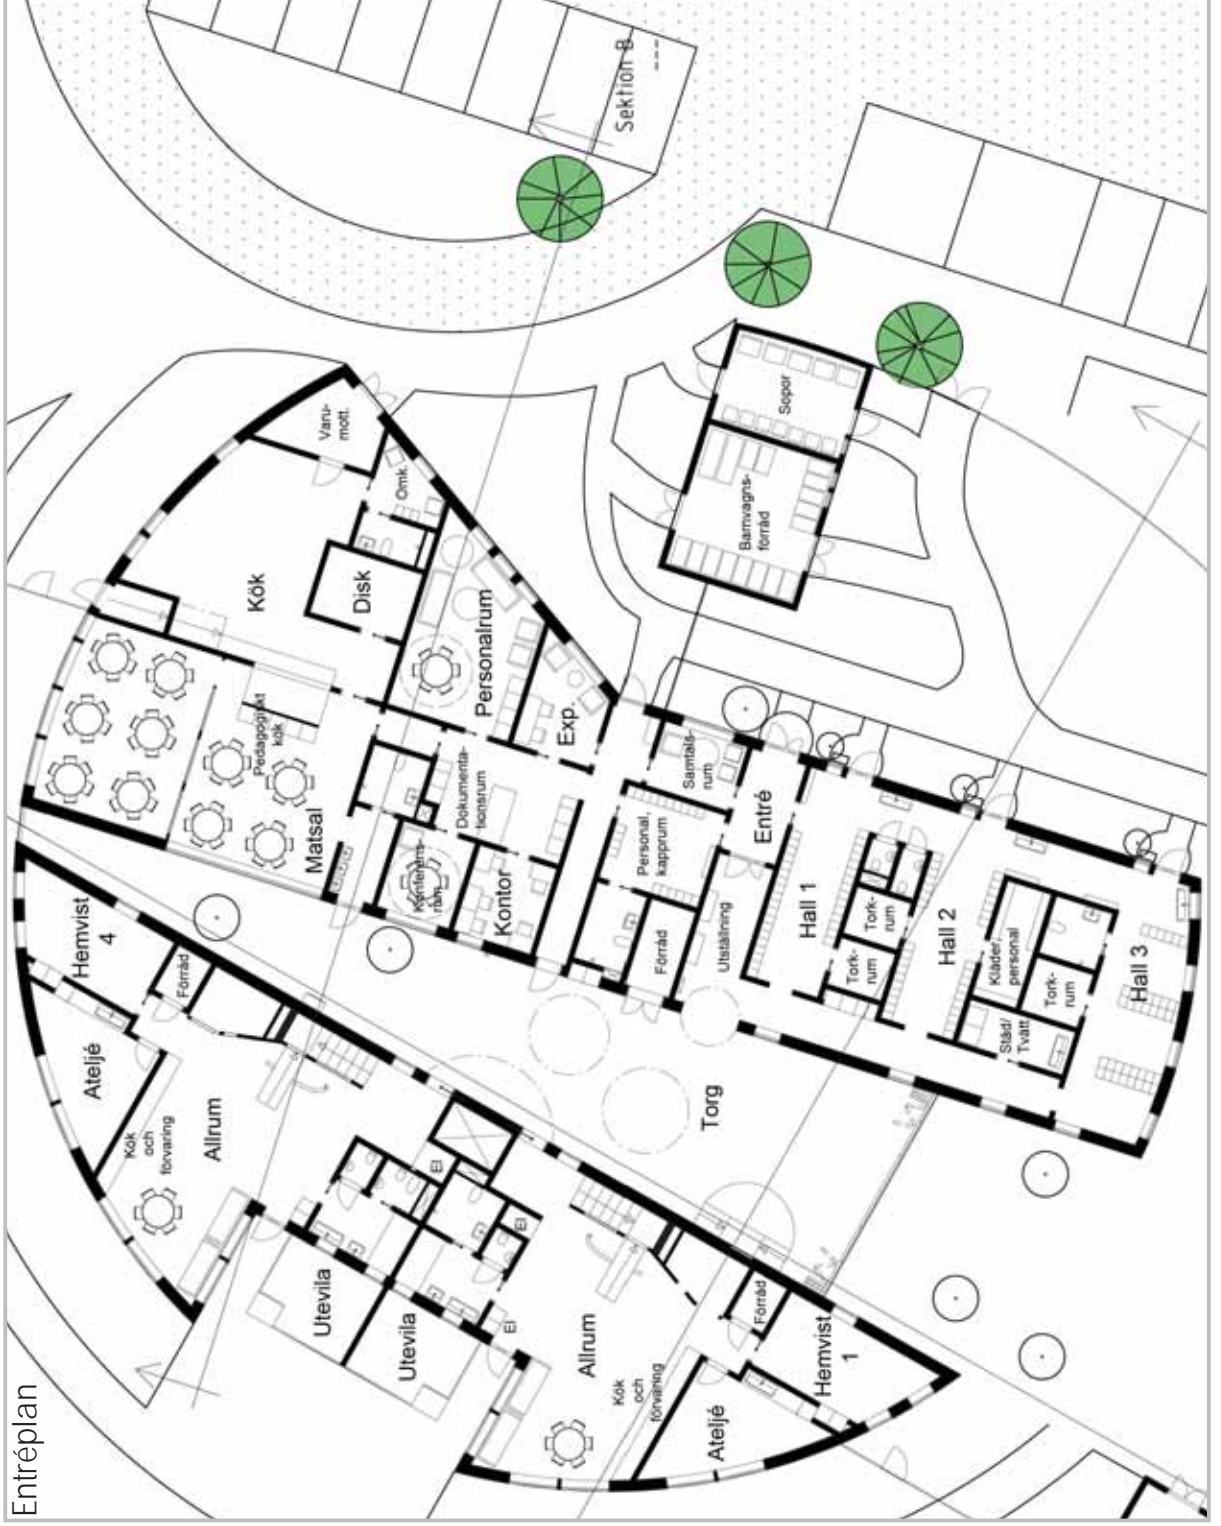 Entréplan
Sektion B
Varu-
mott.
Omk.
Kök
Disk
Personalrum
Pedagogiskt
kök
Exp.
Matsal
Dokumenta-
tionsrum
Konferens-
rum
Kontor
Samtals-
rum
Personal,
kapprum
Entré
Förråd
Utställning
Sopor
Barnvagns-
förråd
Hall 1
Tork-
rum
Tork-
rum
Hall 2
Kläder,
personal
Tork-
rum
Städ/
Tvätt
Hall 3
Torg
Hemvist
4
Förråd
Ateljé
Kök
och
förvaring
Allrum
El
El
El
Utevila
Utevila
Allrum
Kök
och
förvaring
Förråd
Hemvist
1
Ateljé